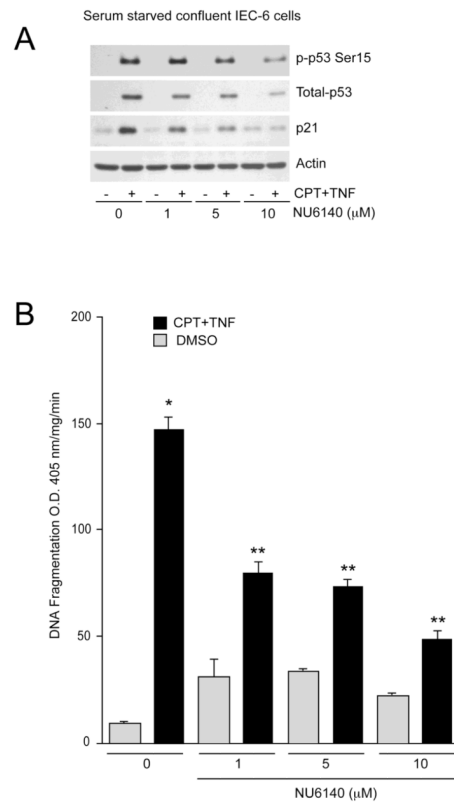 Serum starved confluent IEC-6 cells
A
p-p53 Ser15
Total-p53
p21
Actin
- + - + - + - + CPT+TNF
0 1 5 10 NU6140 (µM)
B
200
150
100
50
0
DNA Fragmentation O.D. 405 nm/mg/min
CPT+TNF
DMSO
*
**
**
**
0 1 5 10
NU6140 (µM)